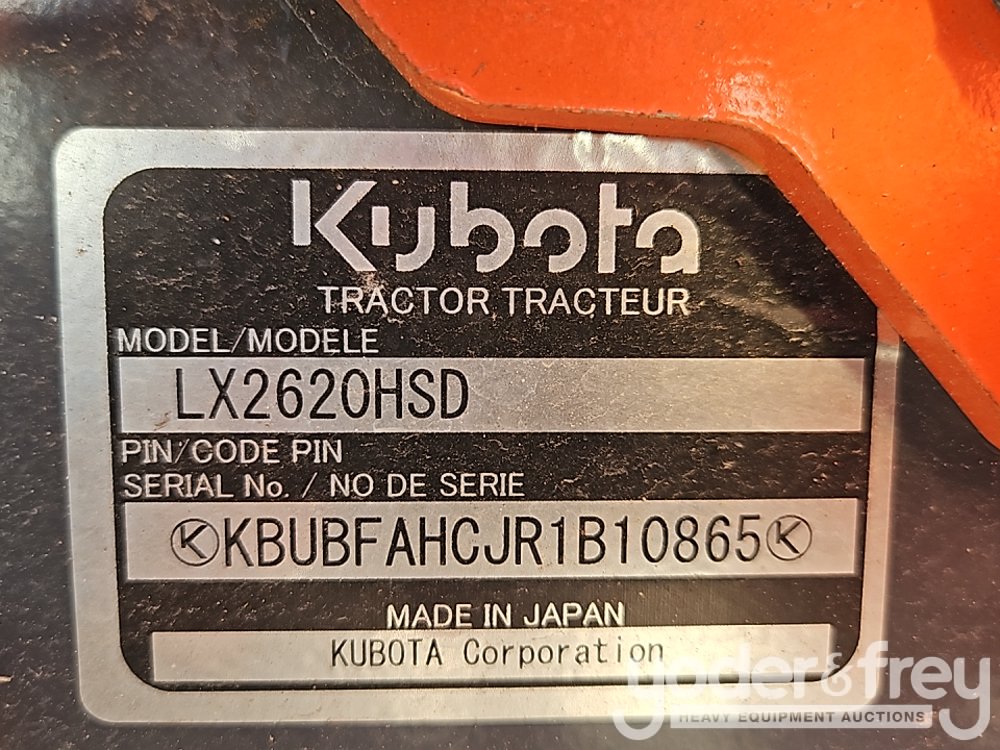 Kubota
TRACTOR TRACTEUR
MODEL/MODELE
LX2620HSD
PIN/CODE PIN
SERIAL No. / NO DE SERIE
KBUBFAHCJR1B10865
MADE IN JAPAN
KUBOTA Corporation
yoder&frey
HEAVY EQUIPMENT AUCTIONS